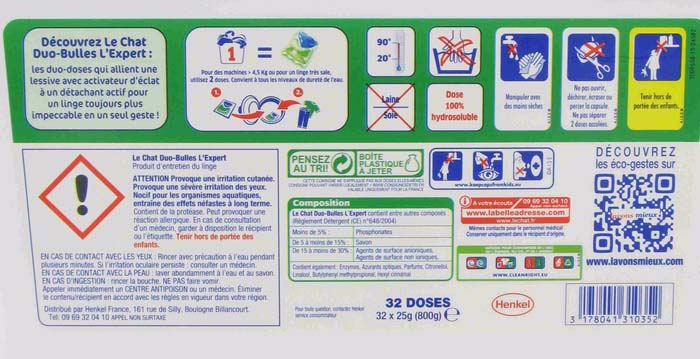 Découvrez Le Chat
Duo-Bulles L'Expert :
les duo-doses qui allient une
lessive avec activateur d'éclat
à un détachant actif pour
un linge toujours plus
impeccable en un seul geste !
1
=
Pour des machines > 4,5 Kg ou pour un linge très sale,
utilisez 2 doses. Convient à tous les niveaux de dureté de l'eau.
1.
2.
90°
20°
Laine
Soie
Dose
100%
hydrosoluble
Manipuler avec
des mains sèches
Ne pas ouvrir,
déchirer, écraser ou
percer la capsule.
Ne pas séparer
2 doses accolées.
Tenir hors de
portée des enfants.
Le Chat Duo-Bulles L'Expert
Produit d'entretien du linge
ATTENTION Provoque une irritation cutanée.
Provoque une sévère irritation des yeux.
Nocif pour les organismes aquatiques,
entraîne des effets néfastes à long terme.
Contient de la protéase. Peut provoquer une
réaction allergique. En cas de consultation
d'un médecin, garder à disposition le récipient
ou l'étiquette. Tenir hors de portée des
enfants.
EN CAS DE CONTACT AVEC LES YEUX : Rincer avec précaution à l'eau pendant
plusieurs minutes. Si l'irritation oculaire persiste : consulter un médecin.
EN CAS DE CONTACT AVEC LA PEAU : laver abondamment à l'eau et au savon.
EN CAS D'INGESTION : rincer la bouche. NE PAS faire vomir.
Appeler immédiatement un CENTRE ANTIPOISON ou un médecin. Éliminer
le contenu/récipient en accord avec les règles en vigueur dans votre région.
Distribué par Henkel France, 161 rue de Silly, Boulogne Billancourt.
Tél: 09 69 32 04 10 APPEL NON SURTAXE
PENSEZ
AU TRI !
BOÎTE
PLASTIQUE
À JETER
CETTE CONSIGNE NE S'APPLIQUE PAS AUX DOSES ELLES-MÊMES
CONSIGNE POUVANT VARIER LOCALEMENT > WWW.CONSIGNESDETRI.FR
VALABLE UNIQUEMENT POUR LA FRANCE
www.keepcapsfromkids.eu
Composition
Le Chat Duo-Bulles L'Expert contient entre autres composés
(Règlement Détergent (CE) n°648/2004)
Moins de 5% : Phosphonates
De 5 à moins de 15% : Savon
De 15 à moins de 30% : Agents de surface anioniques,
Agents de surface non ioniques.
Contient également : Enzymes, Azurants optiques, Parfums, Citronellol,
Linalool, Butylphenyl methylpropional, Hexyl cinnamal
À votre écoute
09 69 32 04 10
Appel non surtaxé
www.labelleadresse.com
www.lechat.fr
Mêmes contacts pour le personnel médical
Conserver uniquement dans le récipient d'origine.
WWW.CLEANRIGHT.EU
DÉCOUVREZ
les éco-gestes sur
lavons mieux
www.lavonsmieux.com
32 DOSES
32 x 25g (800g) e
Pour toute question, contactez Henkel
service consommateur
Henkel
3 178041 310352